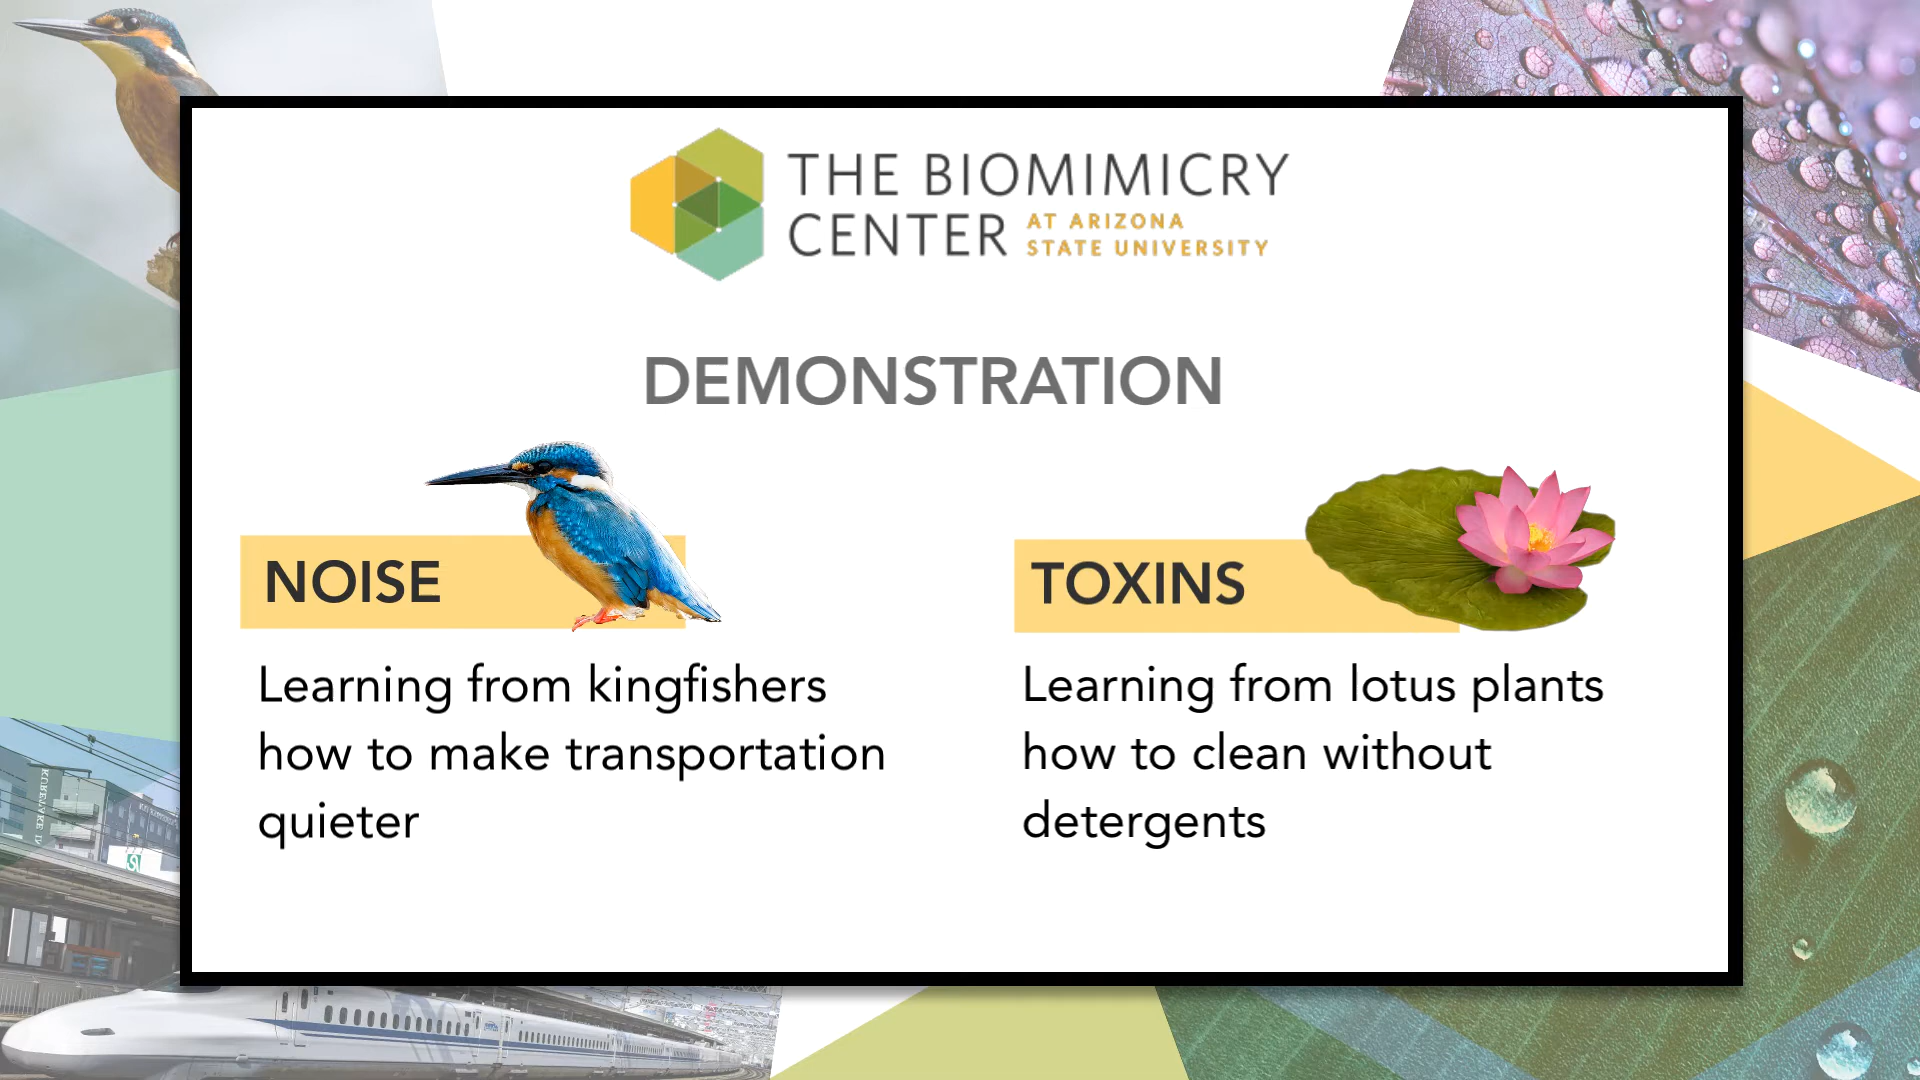 THE BIOMIMICRY
CENTER AT ARIZONA
STATE UNIVERSITY
DEMONSTRATION
NOISE
Learning from kingfishers
how to make transportation
quieter
TOXINS
Learning from lotus plants
how to clean without
detergents